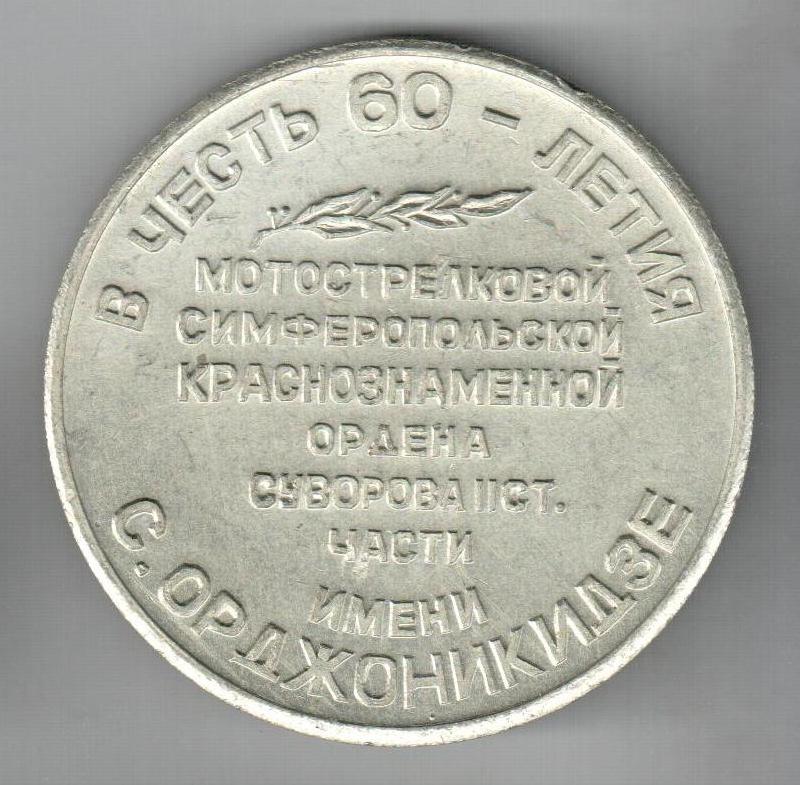 В ЧЕСТЬ 60 - ЛЕТИЯ
МОТОСТРЕЛКОВОЙ
СИМФЕРОПОЛЬСКОЙ
КРАСНОЗНАМЕННОЙ
ОРДЕНА
СУВОРОВА II СТ.
ЧАСТИ
ИМЕНИ
С. ОРДЖОНИКИДЗЕ